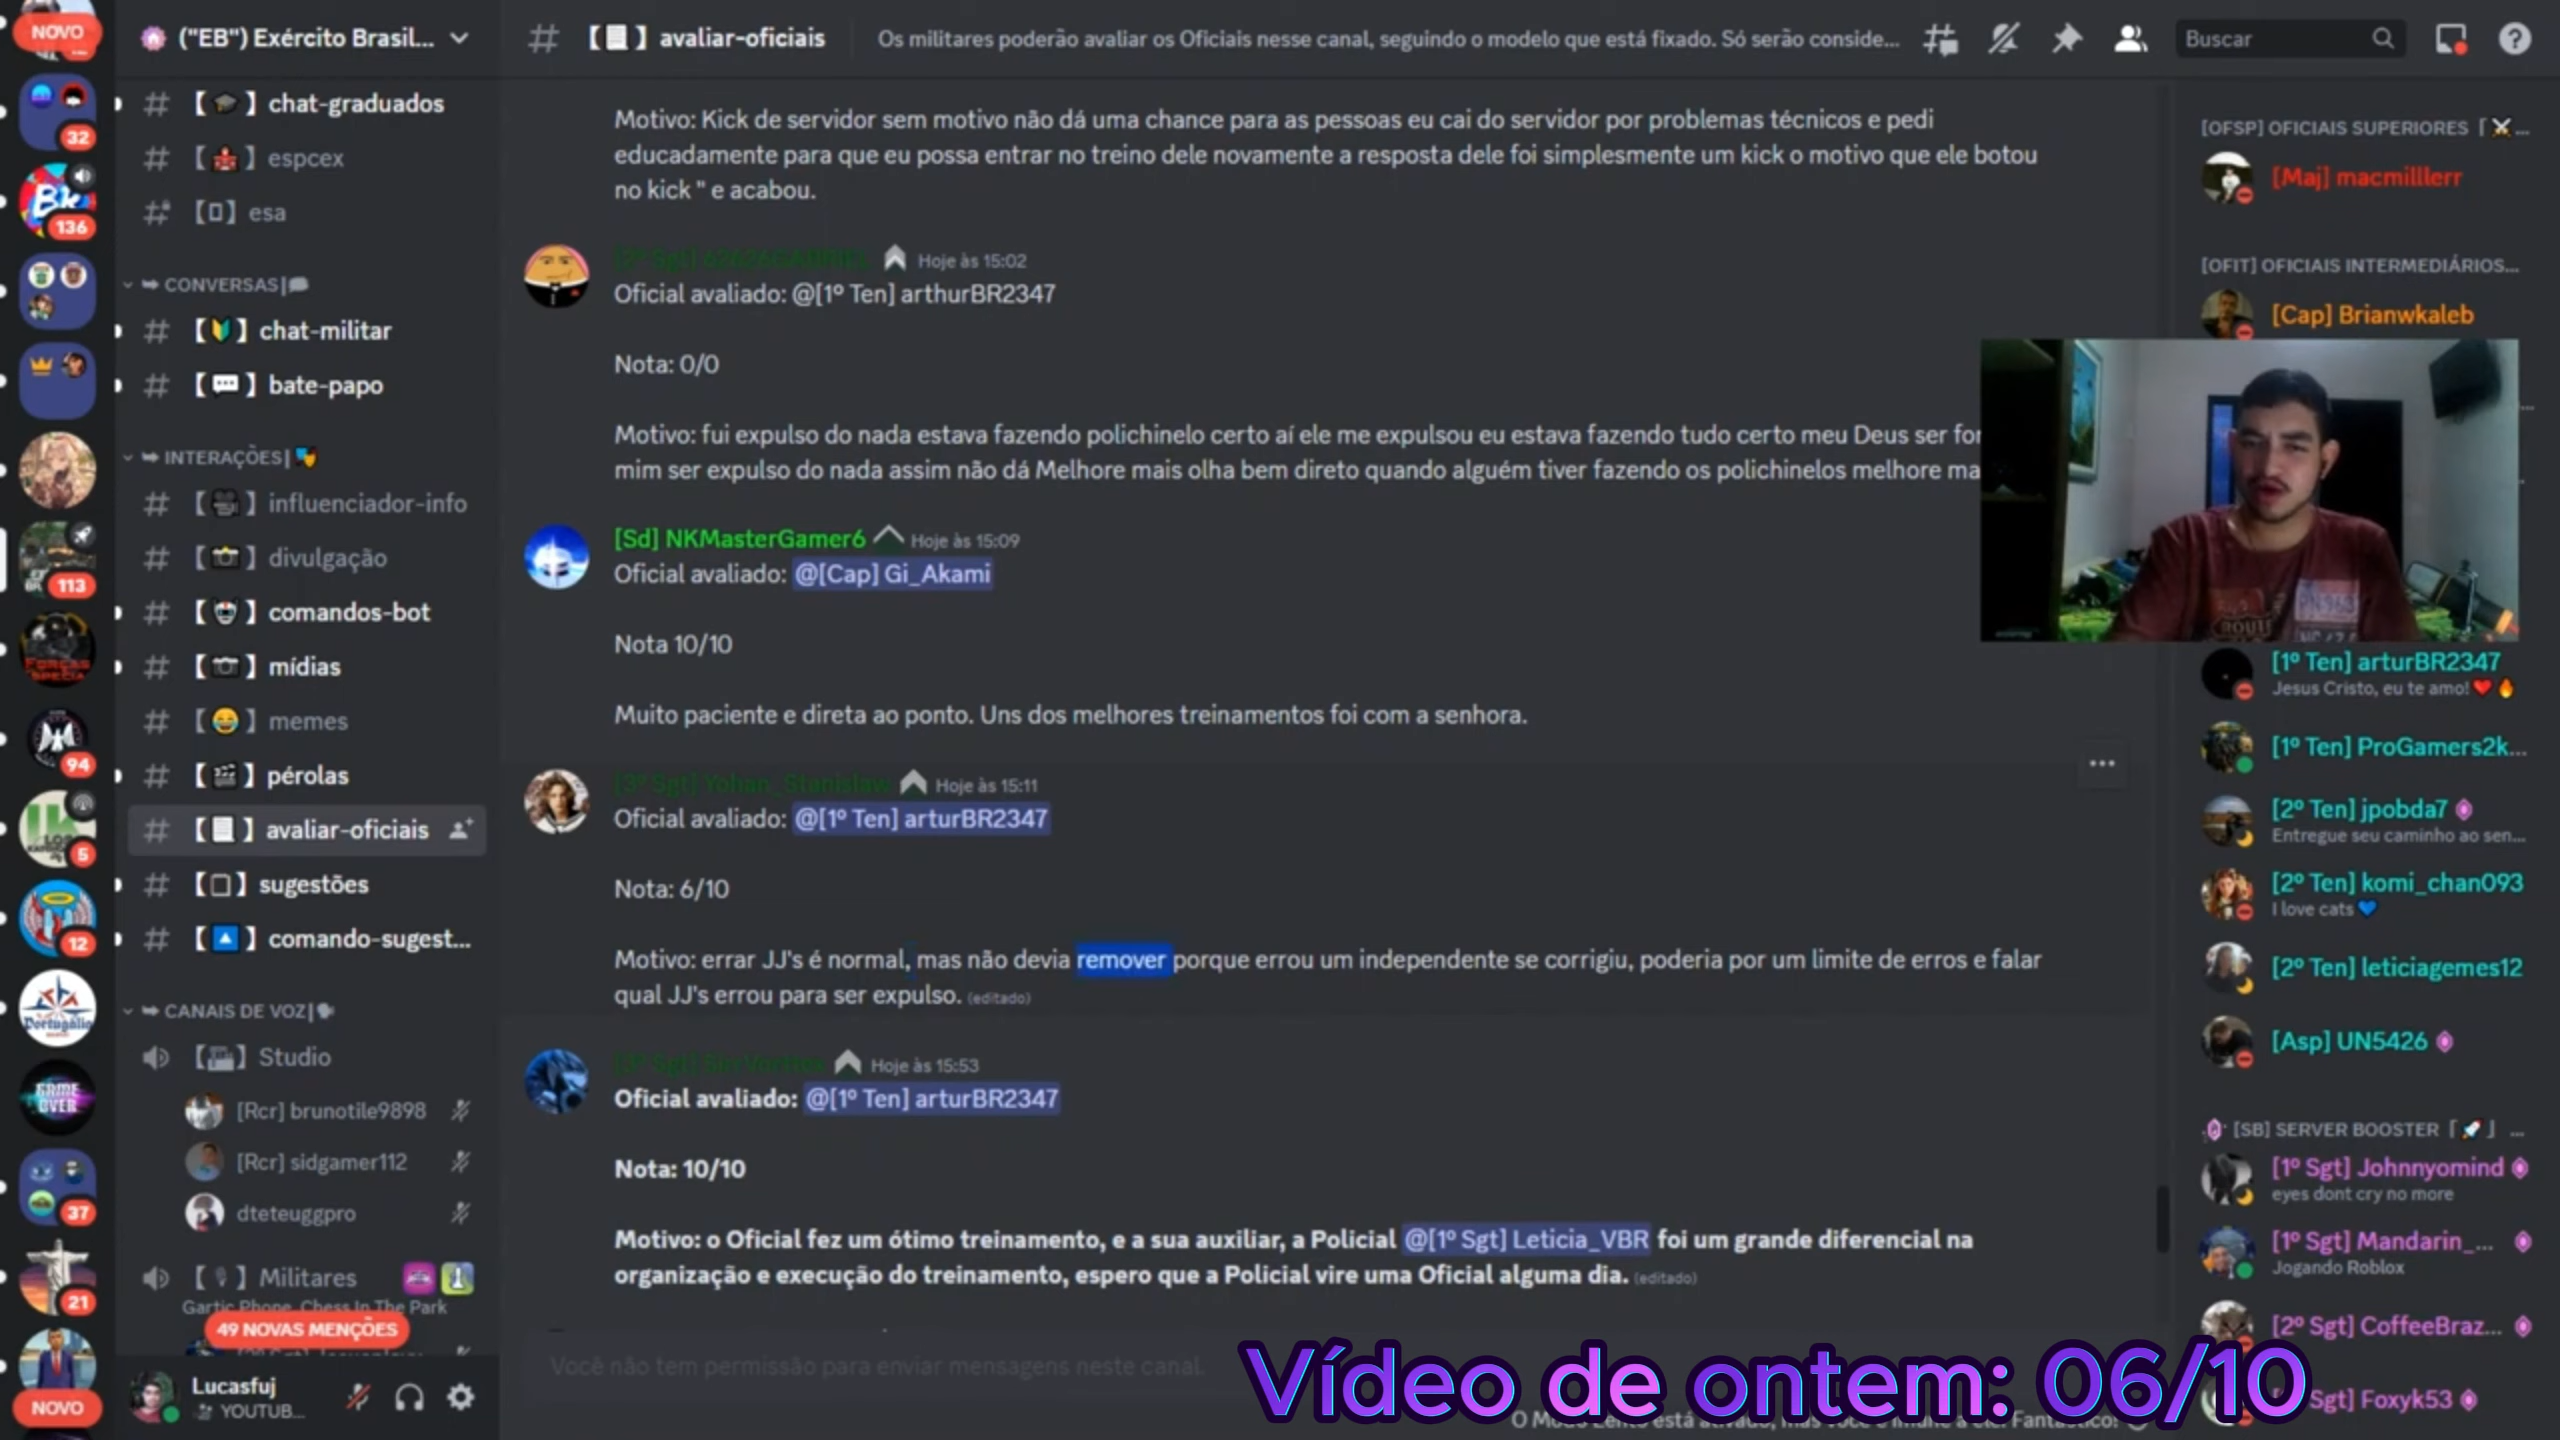 NOVO
("EB") Exército Brasil...
【】 avaliar-oficiais
Os militares poderão avaliar os Oficiais nesse canal, seguindo o modelo que está fixado. Só serão conside...
Buscar
32
136
113
94
5
12
37
21
NOVO
【】 chat-graduados
【】 espcex
【】 esa
CONVERSAS|
【】 chat-militar
【】 bate-papo
INTERAÇÕES|
【】 influenciador-info
【】 divulgação
【】 comandos-bot
【】 mídias
【】 memes
【】 pérolas
【】 avaliar-oficiais
【】 sugestões
【】 comando-sugest...
CANAIS DE VOZ|
【】 Studio
[Rcr] brunotile9898
[Rcr] sidgamer112
dteteuggpro
【】 Militares
Gartic Phone, Chess In The Park
49 NOVAS MENÇÕES
Lucasfuj
YOUTUB...
Motivo: Kick de servidor sem motivo não dá uma chance para as pessoas eu cai do servidor por problemas técnicos e pedi
educadamente para que eu possa entrar no treino dele novamente a resposta dele foi simplesmente um kick o motivo que ele botou
no kick " e acabou.
Hoje às 15:02
Oficial avaliado: @[1º Ten] arthurBR2347
Nota: 0/0
Motivo: fui expulso do nada estava fazendo polichinelo certo aí ele me expulsou eu estava fazendo tudo certo meu Deus ser
mim ser expulso do nada assim não dá Melhore mais olha bem direto quando alguém tiver fazendo os polichinelos melhore
[Sd] NKMasterGamer6 Hoje às 15:09
Oficial avaliado: @[Cap] Gi_Akami
Nota 10/10
Muito paciente e direta ao ponto. Uns dos melhores treinamentos foi com a senhora.
[3º Sgt] Yohan_Stanislaw Hoje às 15:11
Oficial avaliado: @[1º Ten] arturBR2347
Nota: 6/10
Motivo: errar JJ's é normal, mas não devia remover porque errou um independente se corrigiu, poderia por um limite de erros e falar
qual JJ's errou para ser expulso. (editado)
Hoje às 15:53
Oficial avaliado: @[1º Ten] arturBR2347
Nota: 10/10
Motivo: o Oficial fez um ótimo treinamento, e a sua auxiliar, a Policial @[1º Sgt] Leticia_VBR foi um grande diferencial na
organização e execução do treinamento, espero que a Policial vire uma Oficial alguma dia. (editado)
Você não tem permissão para enviar mensagens neste canal.
[OFSP] OFICIAIS SUPERIORES ...
[Maj] macmilllerr
[OFIT] OFICIAIS INTERMEDIÁRIOS...
[Cap] Brianwkaleb
[1º Ten] arturBR2347
Jesus Cristo, eu te amo!
[1º Ten] ProGamers2k...
[2º Ten] jpobda7
Entregue seu caminho ao sen...
[2º Ten] komi_chan093
I love cats
[2º Ten] leticiagemes12
[Asp] UN5426
[SB] SERVER BOOSTER ...
[1º Sgt] Johnnyomind
eyes dont cry no more
[1º Sgt] Mandarin_...
Jogando Roblox
[2º Sgt] CoffeeBraz...
Sgt] Foxyk53
Vídeo de ontem: 06/10